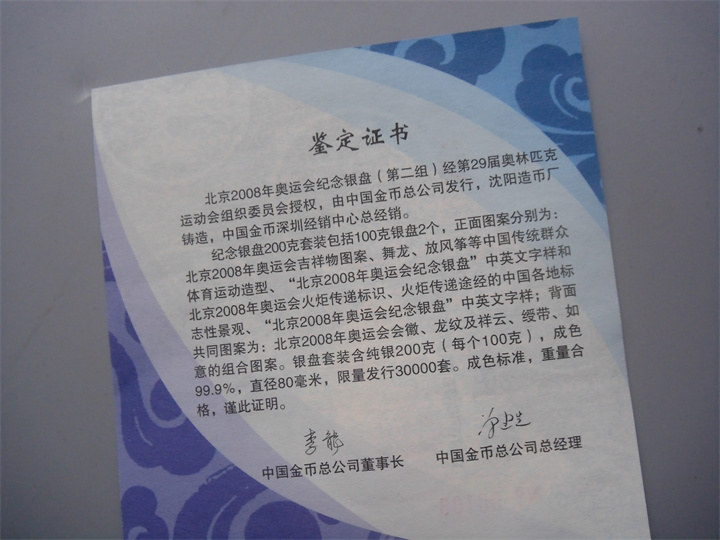 鉴定证书
北京2008年奥运会纪念银盘（第二组）经第29届奥林匹克
运动会组织委员会授权，由中国金币总公司发行，沈阳造币厂
铸造，中国金币深圳经销中心总经销。
纪念银盘200克套装包括100克银盘2个，正面图案分别为：
北京2008年奥运会吉祥物图案、舞龙、放风筝等中国传统群众
体育运动造型、“北京2008年奥运会纪念银盘”中英文字样和
北京2008年奥运会火炬传递标识、火炬传递途经的中国各地标
志性景观、“北京2008年奥运会纪念银盘”中英文字样；背面
共同图案为：北京2008年奥运会会徽、龙纹及祥云、绶带、如
意的组合图案。银盘套装含纯银200克（每个100克），成色
99.9%，直径80毫米，限量发行30000套。成色标准，重量合
格，谨此证明。
中国金币总公司董事长
中国金币总公司总经理